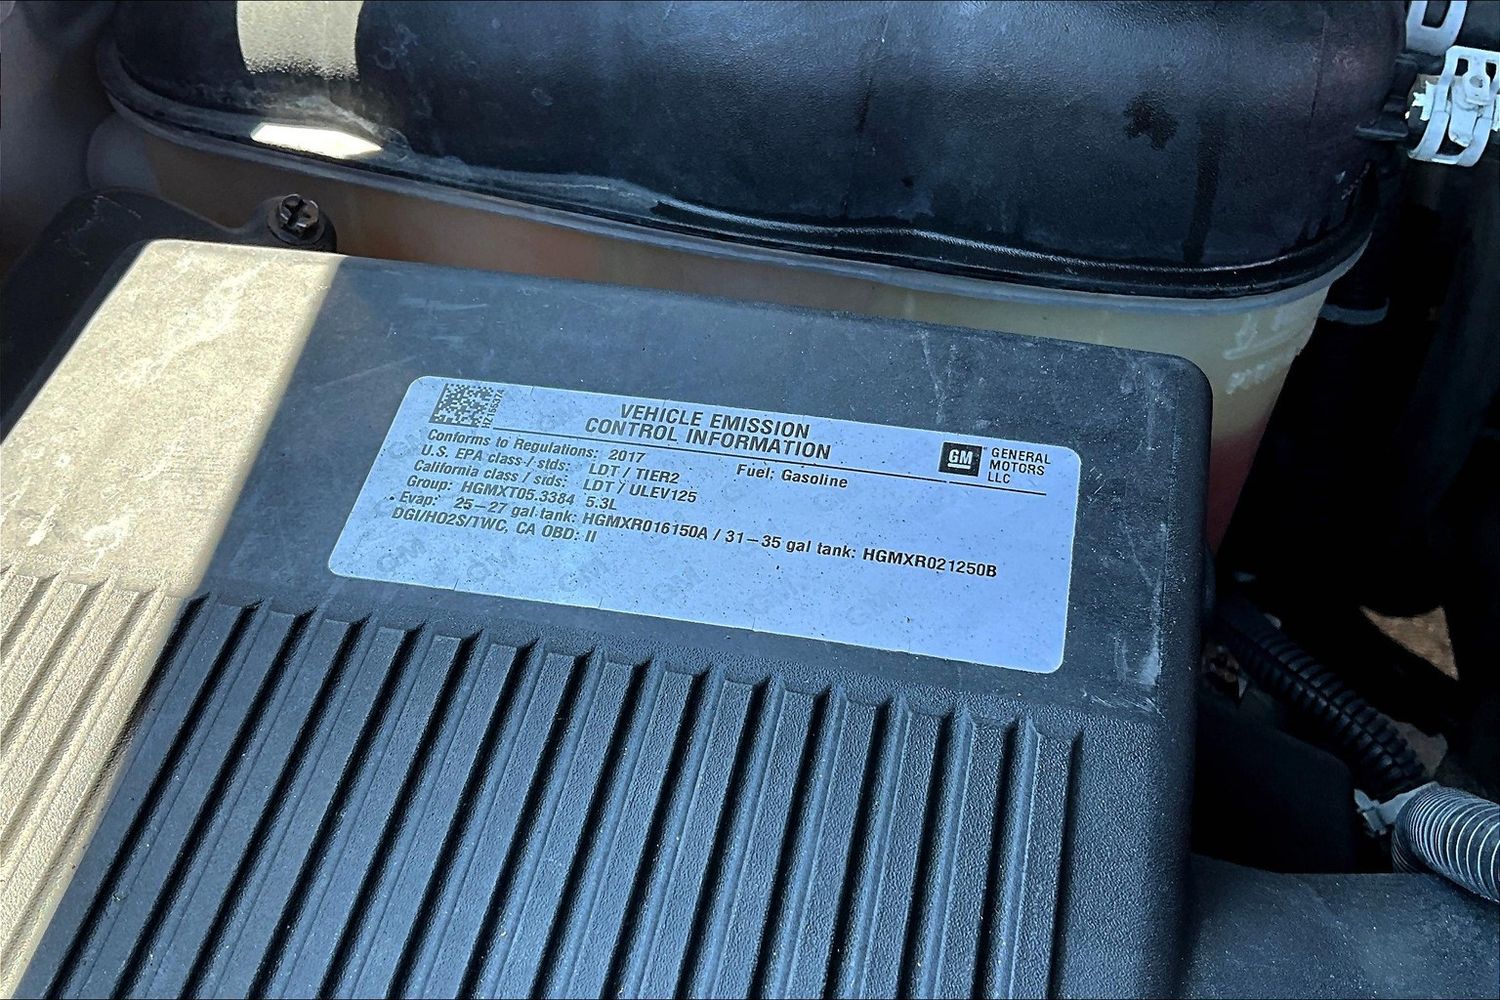 VEHICLE EMISSION
CONTROL INFORMATION
GM GENERAL
MOTORS
LLC
Conforms to Regulations: 2017
U.S. EPA class / stds: LDT / TIER2 Fuel: Gasoline
California class / stds: LDT / ULEV125
Group: HGMXT05.3384 5.3L
Evap: 25-27 gal tank: HGMXR016150A / 31-35 gal tank: HGMXR021250B
DGI/HO2S/TWC, CA OBD: II